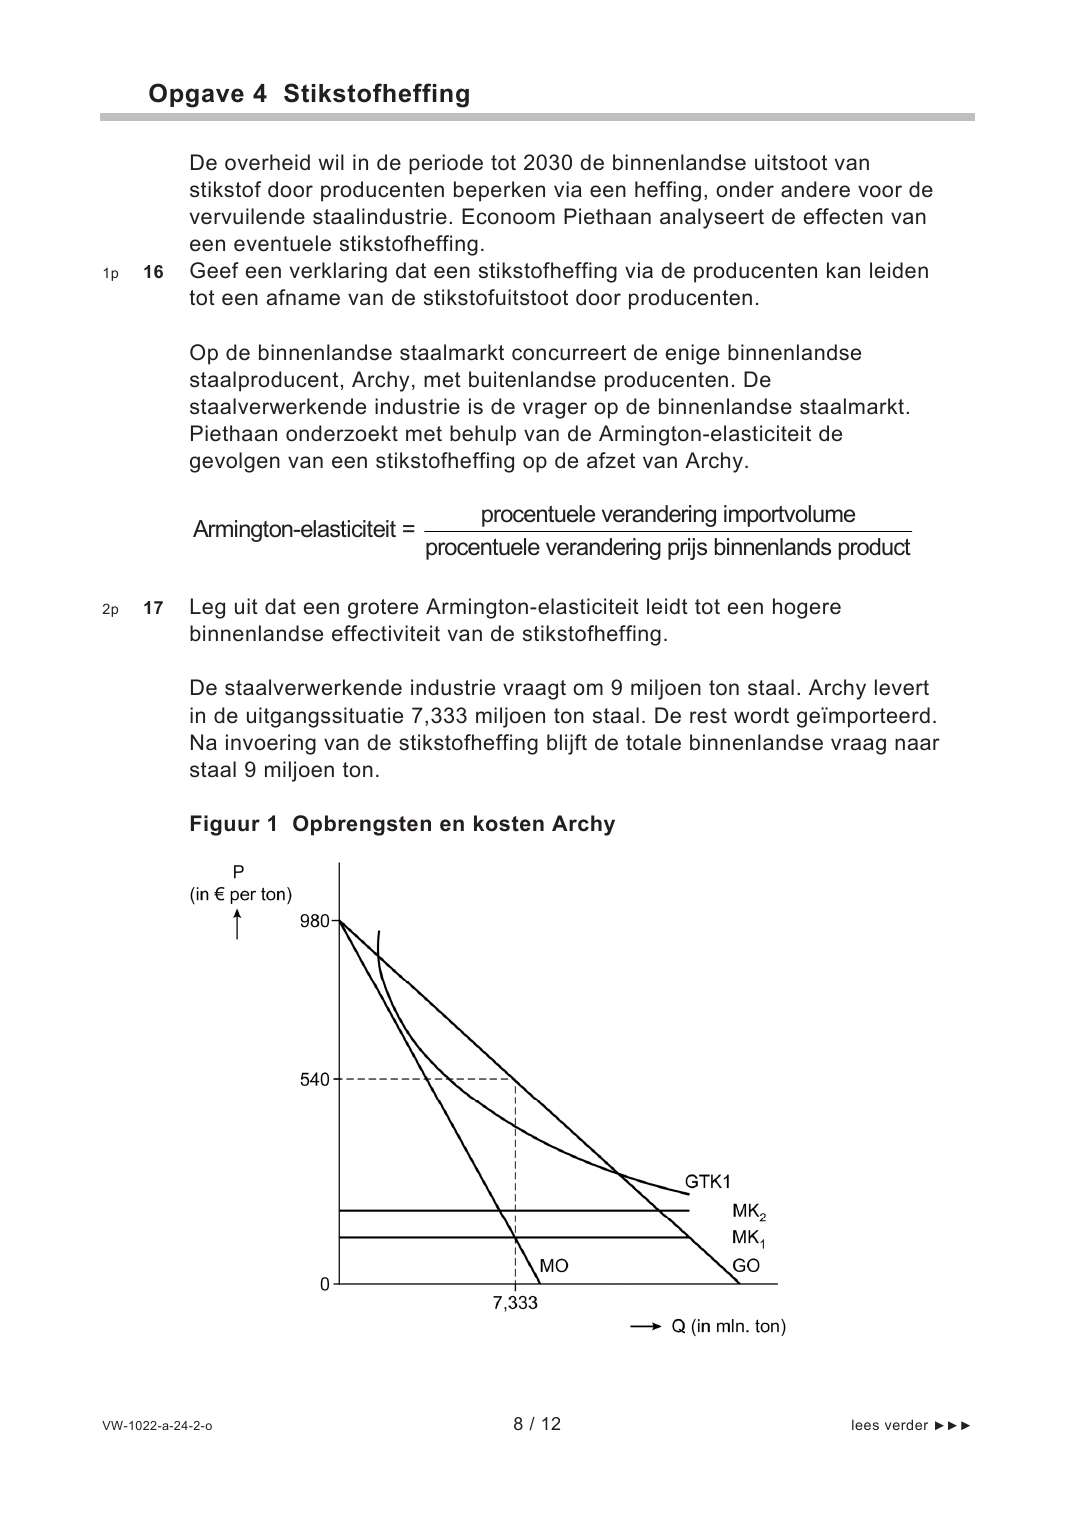 Opgave 4  Stikstofheffing
De overheid wil in de periode tot 2030 de binnenlandse uitstoot van
stikstof door producenten beperken via een heffing, onder andere voor de
vervuilende staalindustrie. Econoom Piethaan analyseert de effecten van
een eventuele stikstofheffing.
1p 16 Geef een verklaring dat een stikstofheffing via de producenten kan leiden
tot een afname van de stikstofuitstoot door producenten.
Op de binnenlandse staalmarkt concurreert de enige binnenlandse
staalproducent, Archy, met buitenlandse producenten. De
staalverwerkende industrie is de vrager op de binnenlandse staalmarkt.
Piethaan onderzoekt met behulp van de Armington-elasticiteit de
gevolgen van een stikstofheffing op de afzet van Archy.
procentuele verandering importvolume
Armington-elasticiteit =
procentuele verandering prijs binnenlands product
2p 17 Leg uit dat een grotere Armington-elasticiteit leidt tot een hogere
binnenlandse effectiviteit van de stikstofheffing.
De staalverwerkende industrie vraagt om 9 miljoen ton staal. Archy levert
in de uitgangssituatie 7,333 miljoen ton staal. De rest wordt geïmporteerd.
Na invoering van de stikstofheffing blijft de totale binnenlandse vraag naar
staal 9 miljoen ton.
Figuur 1  Opbrengsten en kosten Archy
P
(in € per ton)
980
540
GTK1
MK2
MK1
MO
GO
0
7,333
Q (in mln. ton)
VW-1022-a-24-2-o
8 / 12
lees verder ►►►